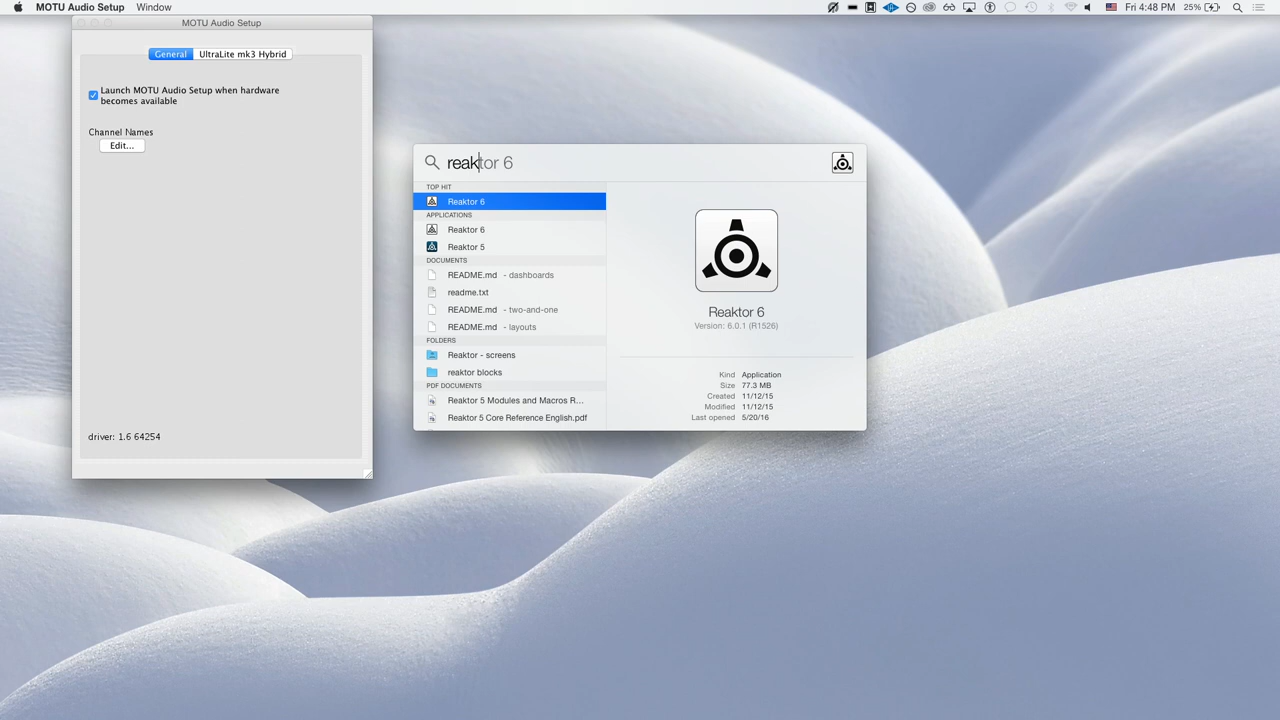 MOTU Audio Setup Window
Fri 4:48 PM 25%
MOTU Audio Setup
General UltraLite mk3 Hybrid
Launch MOTU Audio Setup when hardware
becomes available
Channel Names
Edit...
driver: 1.6 64254
reaktor 6
TOP HIT
Reaktor 6
APPLICATIONS
Reaktor 6
Reaktor 5
DOCUMENTS
README.md - dashboards
readme.txt
README.md - two-and-one
README.md - layouts
FOLDERS
Reaktor - screens
reaktor blocks
PDF DOCUMENTS
Reaktor 5 Modules and Macros R...
Reaktor 5 Core Reference English.pdf
Reaktor 6
Version: 6.0.1 (R1526)
Kind Application
Size 77.3 MB
Created 11/12/15
Modified 11/12/15
Last opened 5/20/16